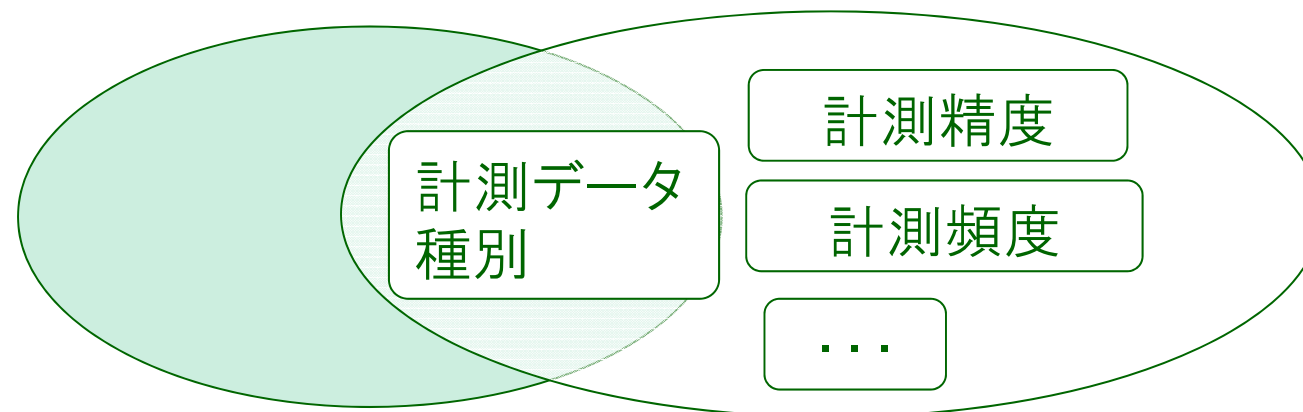 計測データ
種別
計測精度
計測頻度
・・・